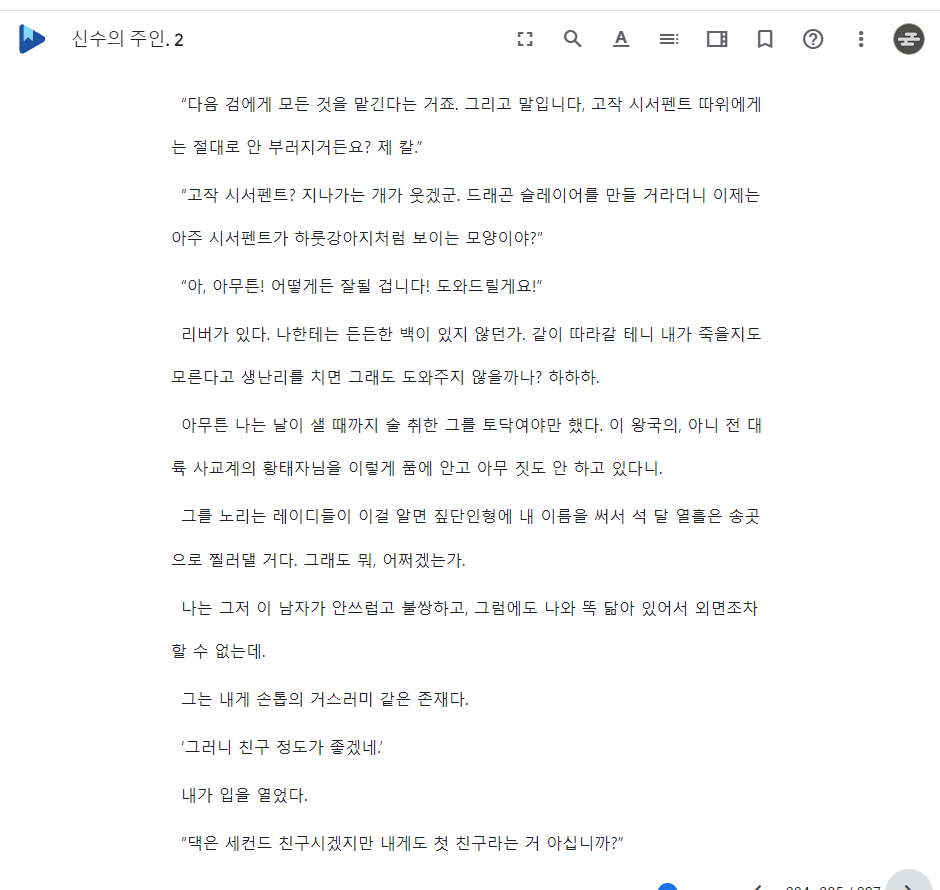 신수의 주인. 2
"다음 검에게 모든 것을 맡긴다는 거죠. 그리고 말입니다, 고작 시서펜트 따위에게
는 절대로 안 부러지거든요? 제 칼."
"고작 시서펜트? 지나가는 개가 웃겠군. 드래곤 슬레이어를 만들 거라더니 이제는
아주 시서펜트가 하룻강아지처럼 보이는 모양이야?"
"아, 아무튼! 어떻게든 잘될 겁니다! 도와드릴게요!"
리버가 있다. 나한테는 든든한 백이 있지 않던가. 같이 따라갈 테니 내가 죽을지도
모른다고 생난리를 치면 그래도 도와주지 않을까나? 하하하.
아무튼 나는 날이 샐 때까지 술 취한 그를 토닥여야만 했다. 이 왕국의, 아니 전 대
륙 사교계의 황태자님을 이렇게 품에 안고 아무 짓도 안 하고 있다니.
그를 노리는 레이디들이 이걸 알면 짚단인형에 내 이름을 써서 석 달 열흘은 송곳
으로 찔러댈 거다. 그래도 뭐, 어쩌겠는가.
나는 그저 이 남자가 안쓰럽고 불쌍하고, 그럼에도 나와 똑 닮아 있어서 외면조차
할 수 없는데.
그는 내게 손톱의 거스러미 같은 존재다.
'그러니 친구 정도가 좋겠네.'
내가 입을 열었다.
"댁은 세컨드 친구시겠지만 내게도 첫 친구라는 거 아십니까?"